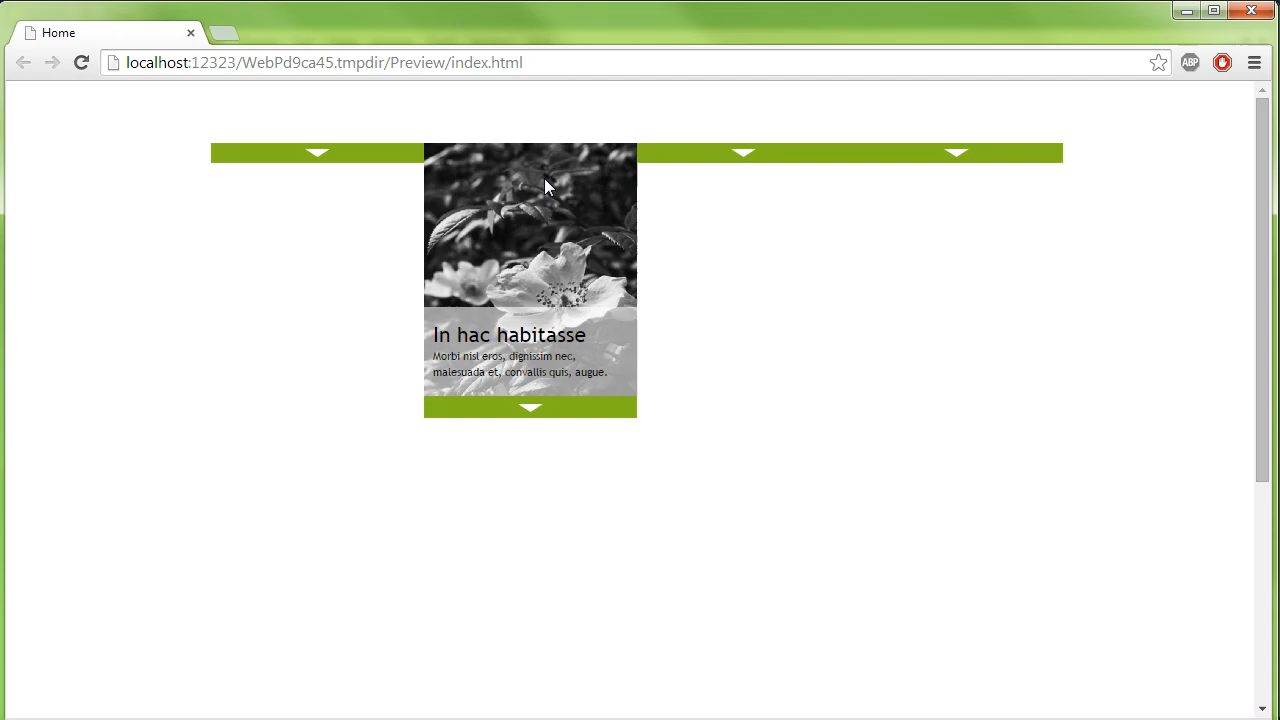 Home
localhost:12323/WebPd9ca45.tmpdir/Preview/index.html
ABP
In hac habitasse
Morbi nisl eros, dignissim nec,
malesuada et, convallis quis, augue.